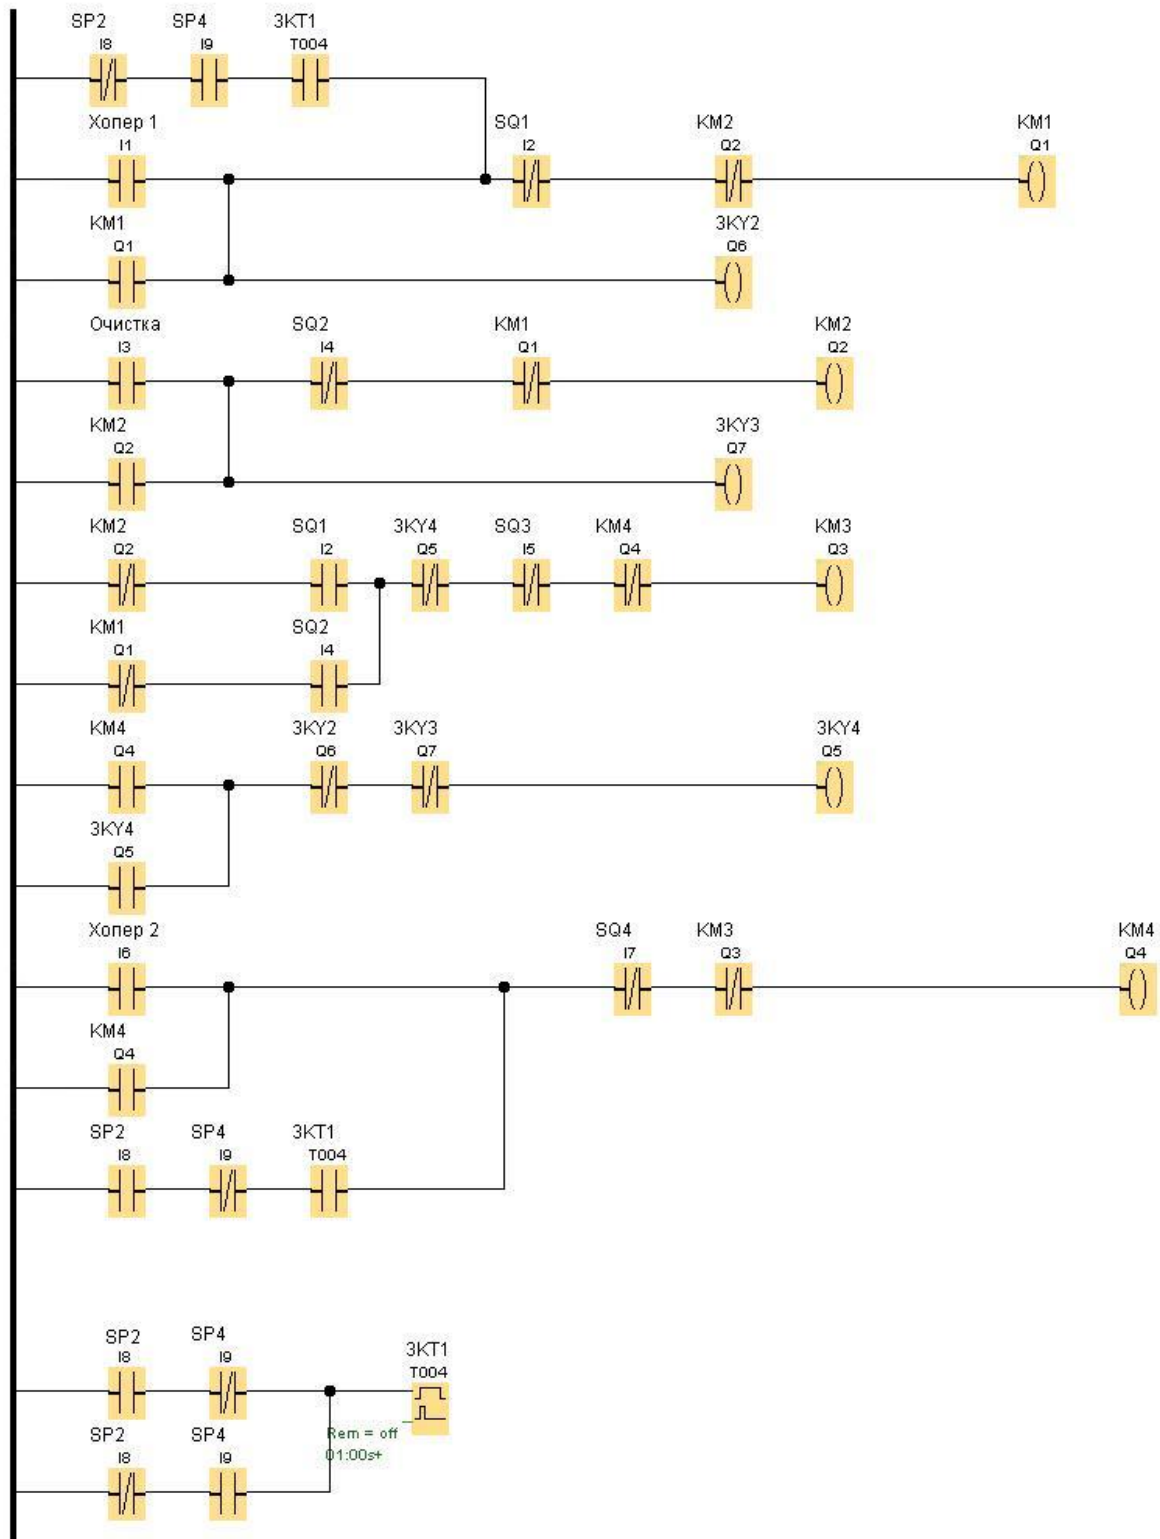 SP2 SP4 3KT1
I8 I9 T004
Хопер 1 SQ1 KM2 KM1
I1 I2 Q2 Q1
KM1 3KY2
Q1 Q6
Очистка SQ2 KM1 KM2
I3 I4 Q1 Q2
KM2 3KY3
Q2 Q7
KM2 SQ1 3KY4 SQ3 KM4 KM3
Q2 I2 Q5 I5 Q4 Q3
KM1 SQ2
Q1 I4
KM4 3KY2 3KY3 3KY4
Q4 Q6 Q7 Q5
3KY4
Q5
Хопер 2 SQ4 KM3 KM4
I6 I7 Q3 Q4
KM4
Q4
SP2 SP4 3KT1
I8 I9 T004
SP2 SP4 3KT1
I8 I9 T004
SP2 SP4 Rem = off
I8 I9 01:00s+